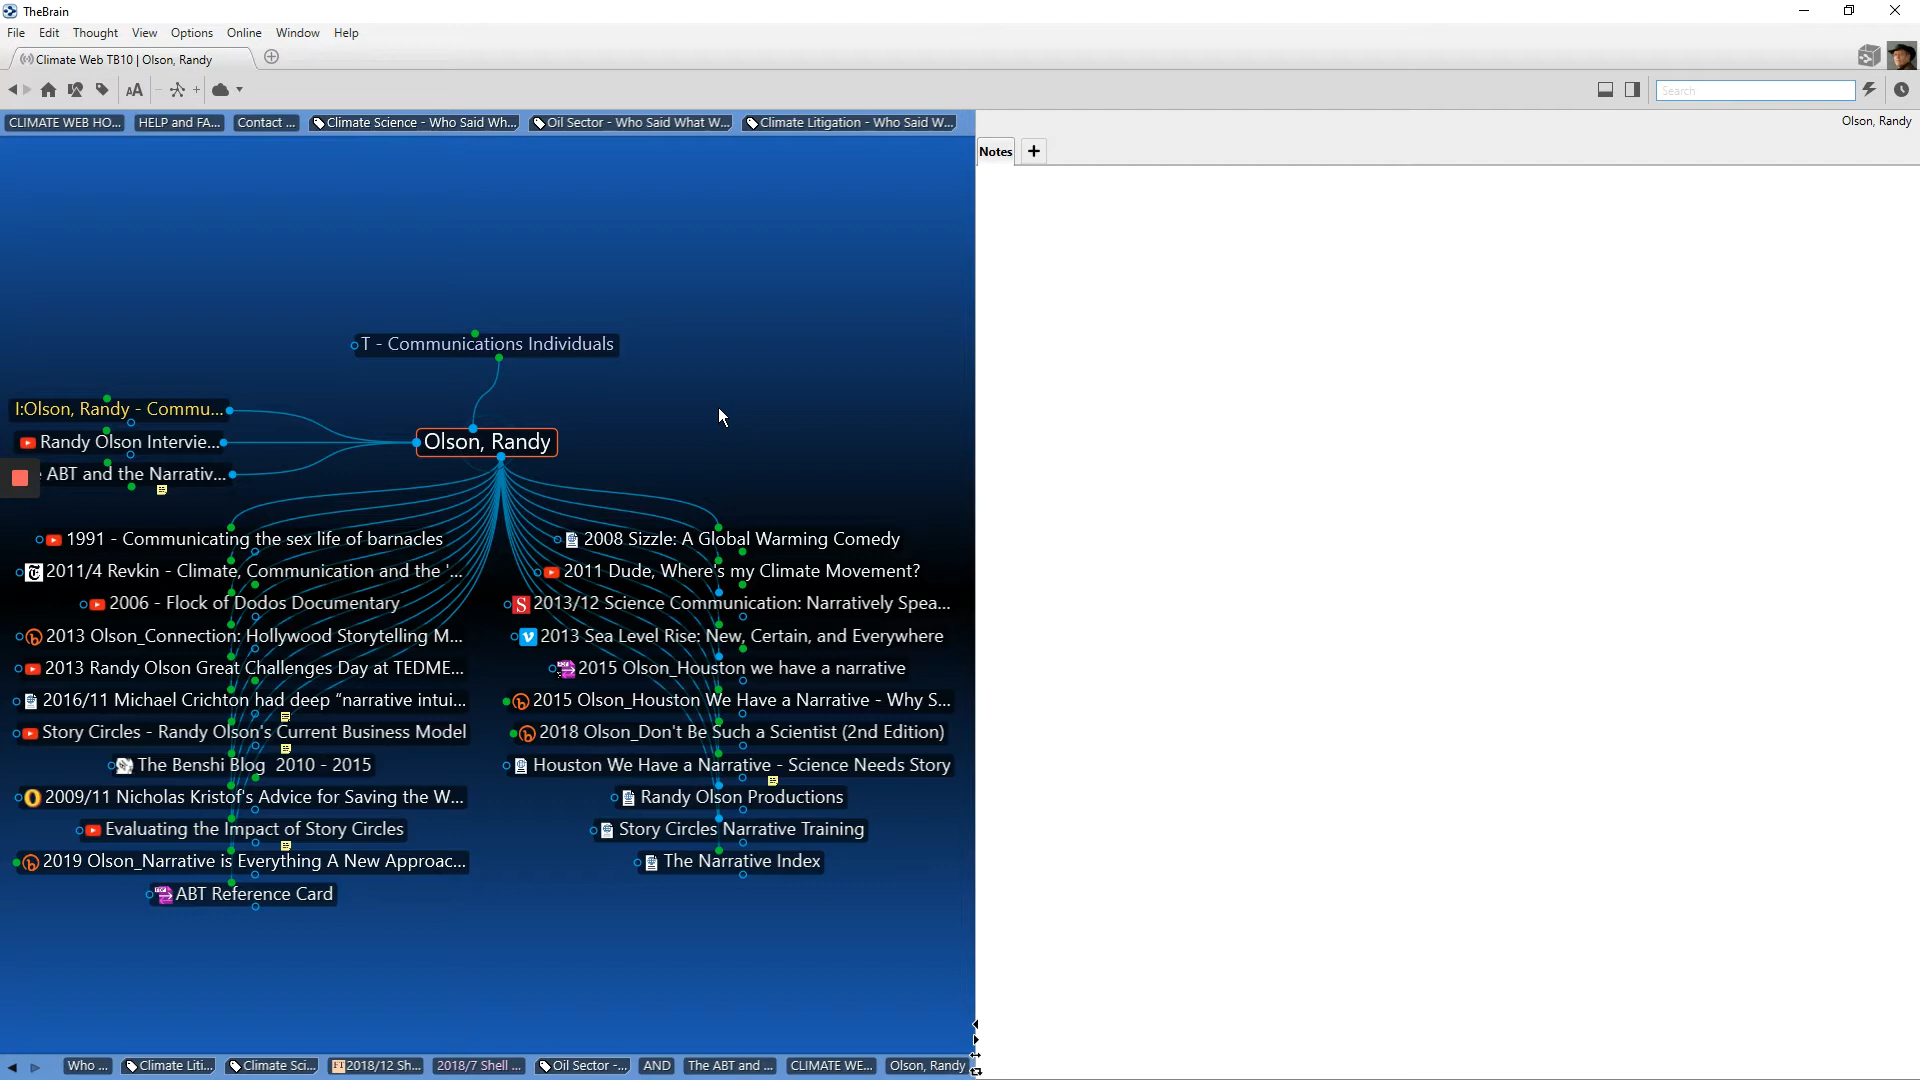 TheBrain
File Edit Thought View Options Online Window Help
Climate Web TB10 | Olson, Randy
AA
Search
CLIMATE WEB HO... HELP and FA... Contact ... Climate Science - Who Said Wh... Oil Sector - Who Said What W... Climate Litigation - Who Said W...
Olson, Randy
Notes
T - Communications Individuals
I:Olson, Randy - Commu...
Randy Olson Intervie...
ABT and the Narrativ...
Olson, Randy
1991 - Communicating the sex life of barnacles
2011/4 Revkin - Climate, Communication and the '...
2006 - Flock of Dodos Documentary
2013 Olson_Connection: Hollywood Storytelling M...
2013 Randy Olson Great Challenges Day at TEDME...
2016/11 Michael Crichton had deep “narrative intui...
Story Circles - Randy Olson's Current Business Model
The Benshi Blog 2010 - 2015
2009/11 Nicholas Kristof's Advice for Saving the W...
Evaluating the Impact of Story Circles
2019 Olson_Narrative is Everything A New Approac...
ABT Reference Card
2008 Sizzle: A Global Warming Comedy
2011 Dude, Where's my Climate Movement?
2013/12 Science Communication: Narratively Spea...
2013 Sea Level Rise: New, Certain, and Everywhere
2015 Olson_Houston we have a narrative
2015 Olson_Houston We Have a Narrative - Why S...
2018 Olson_Don't Be Such a Scientist (2nd Edition)
Houston We Have a Narrative - Science Needs Story
Randy Olson Productions
Story Circles Narrative Training
The Narrative Index
Who ... Climate Liti... Climate Sci... 2018/12 Sh... 2018/7 Shell ... Oil Sector -... AND The ABT and ... CLIMATE WE... Olson, Randy